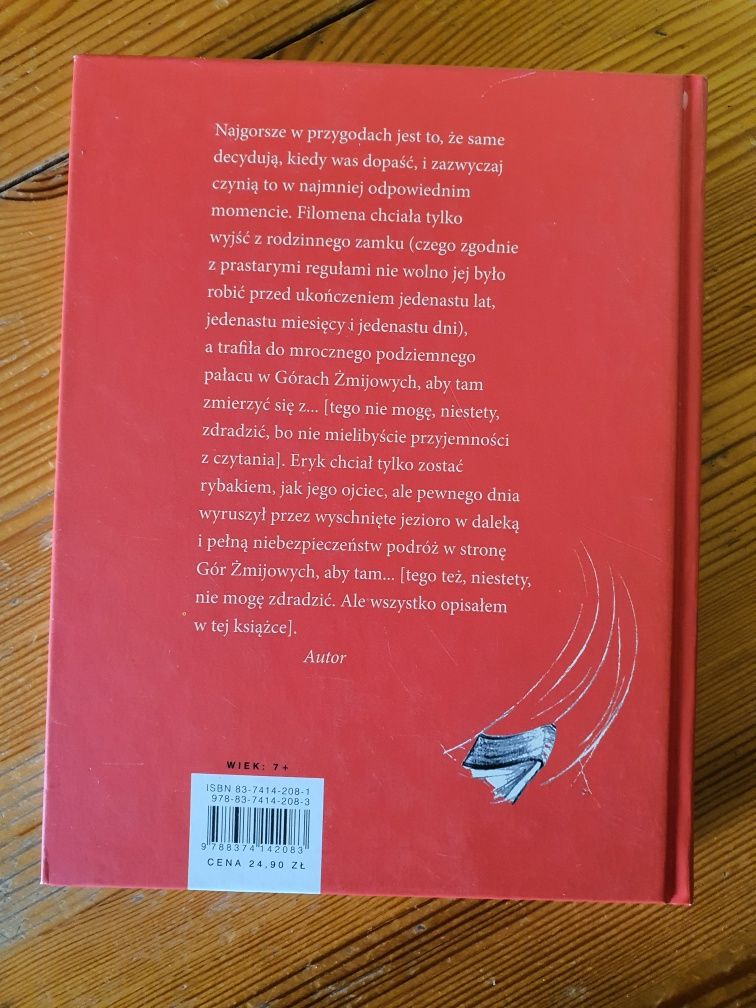 Najgorsze w przygodach jest to, że same
decydują, kiedy was dopaść, i zazwyczaj
czynią to w najmniej odpowiednim
momencie. Filomena chciała tylko
wyjść z rodzinnego zamku (czego zgodnie
z prastarymi regułami nie wolno jej było
robić przed ukończeniem jedenastu lat,
jedenastu miesięcy i jedenastu dni),
a trafiła do mrocznego podziemnego
pałacu w Górach Żmijowych, aby tam
zmierzyć się z... [tego nie mogę, niestety,
zdradzić, bo nie mielibyście przyjemności
z czytania]. Eryk chciał tylko zostać
rybakiem, jak jego ojciec, ale pewnego dnia
wyruszył przez wyschnięte jezioro w daleką
i pełną niebezpieczeństw podróż w stronę
Gór Żmijowych, aby tam... [tego też, niestety,
nie mogę zdradzić. Ale wszystko opisałem
w tej książce].
Autor
WIEK: 7+
ISBN 83-7414-208-1
978-83-7414-208-3
9 788374 142083
CENA 24,90 ZŁ